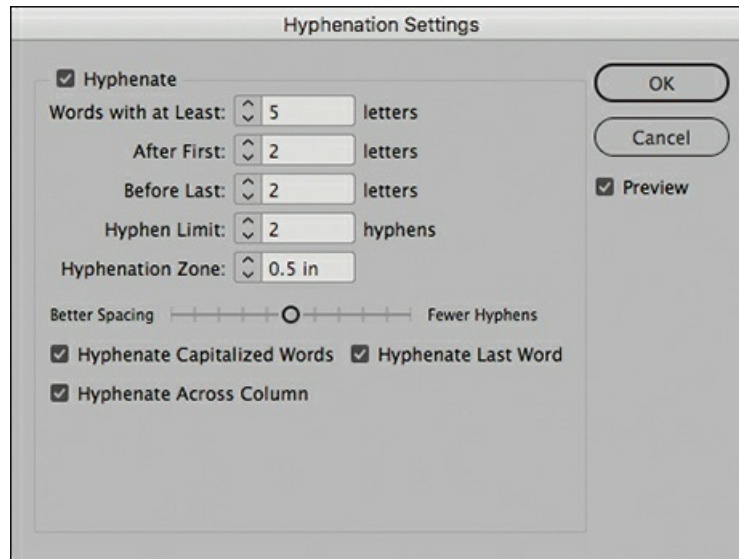 Hyphenation Settings
Hyphenate
Words with at Least: 5 letters
After First: 2 letters
Before Last: 2 letters
Hyphen Limit: 2 hyphens
Hyphenation Zone: 0.5 in
Better Spacing Fewer Hyphens
Hyphenate Capitalized Words Hyphenate Last Word
Hyphenate Across Column
OK
Cancel
Preview